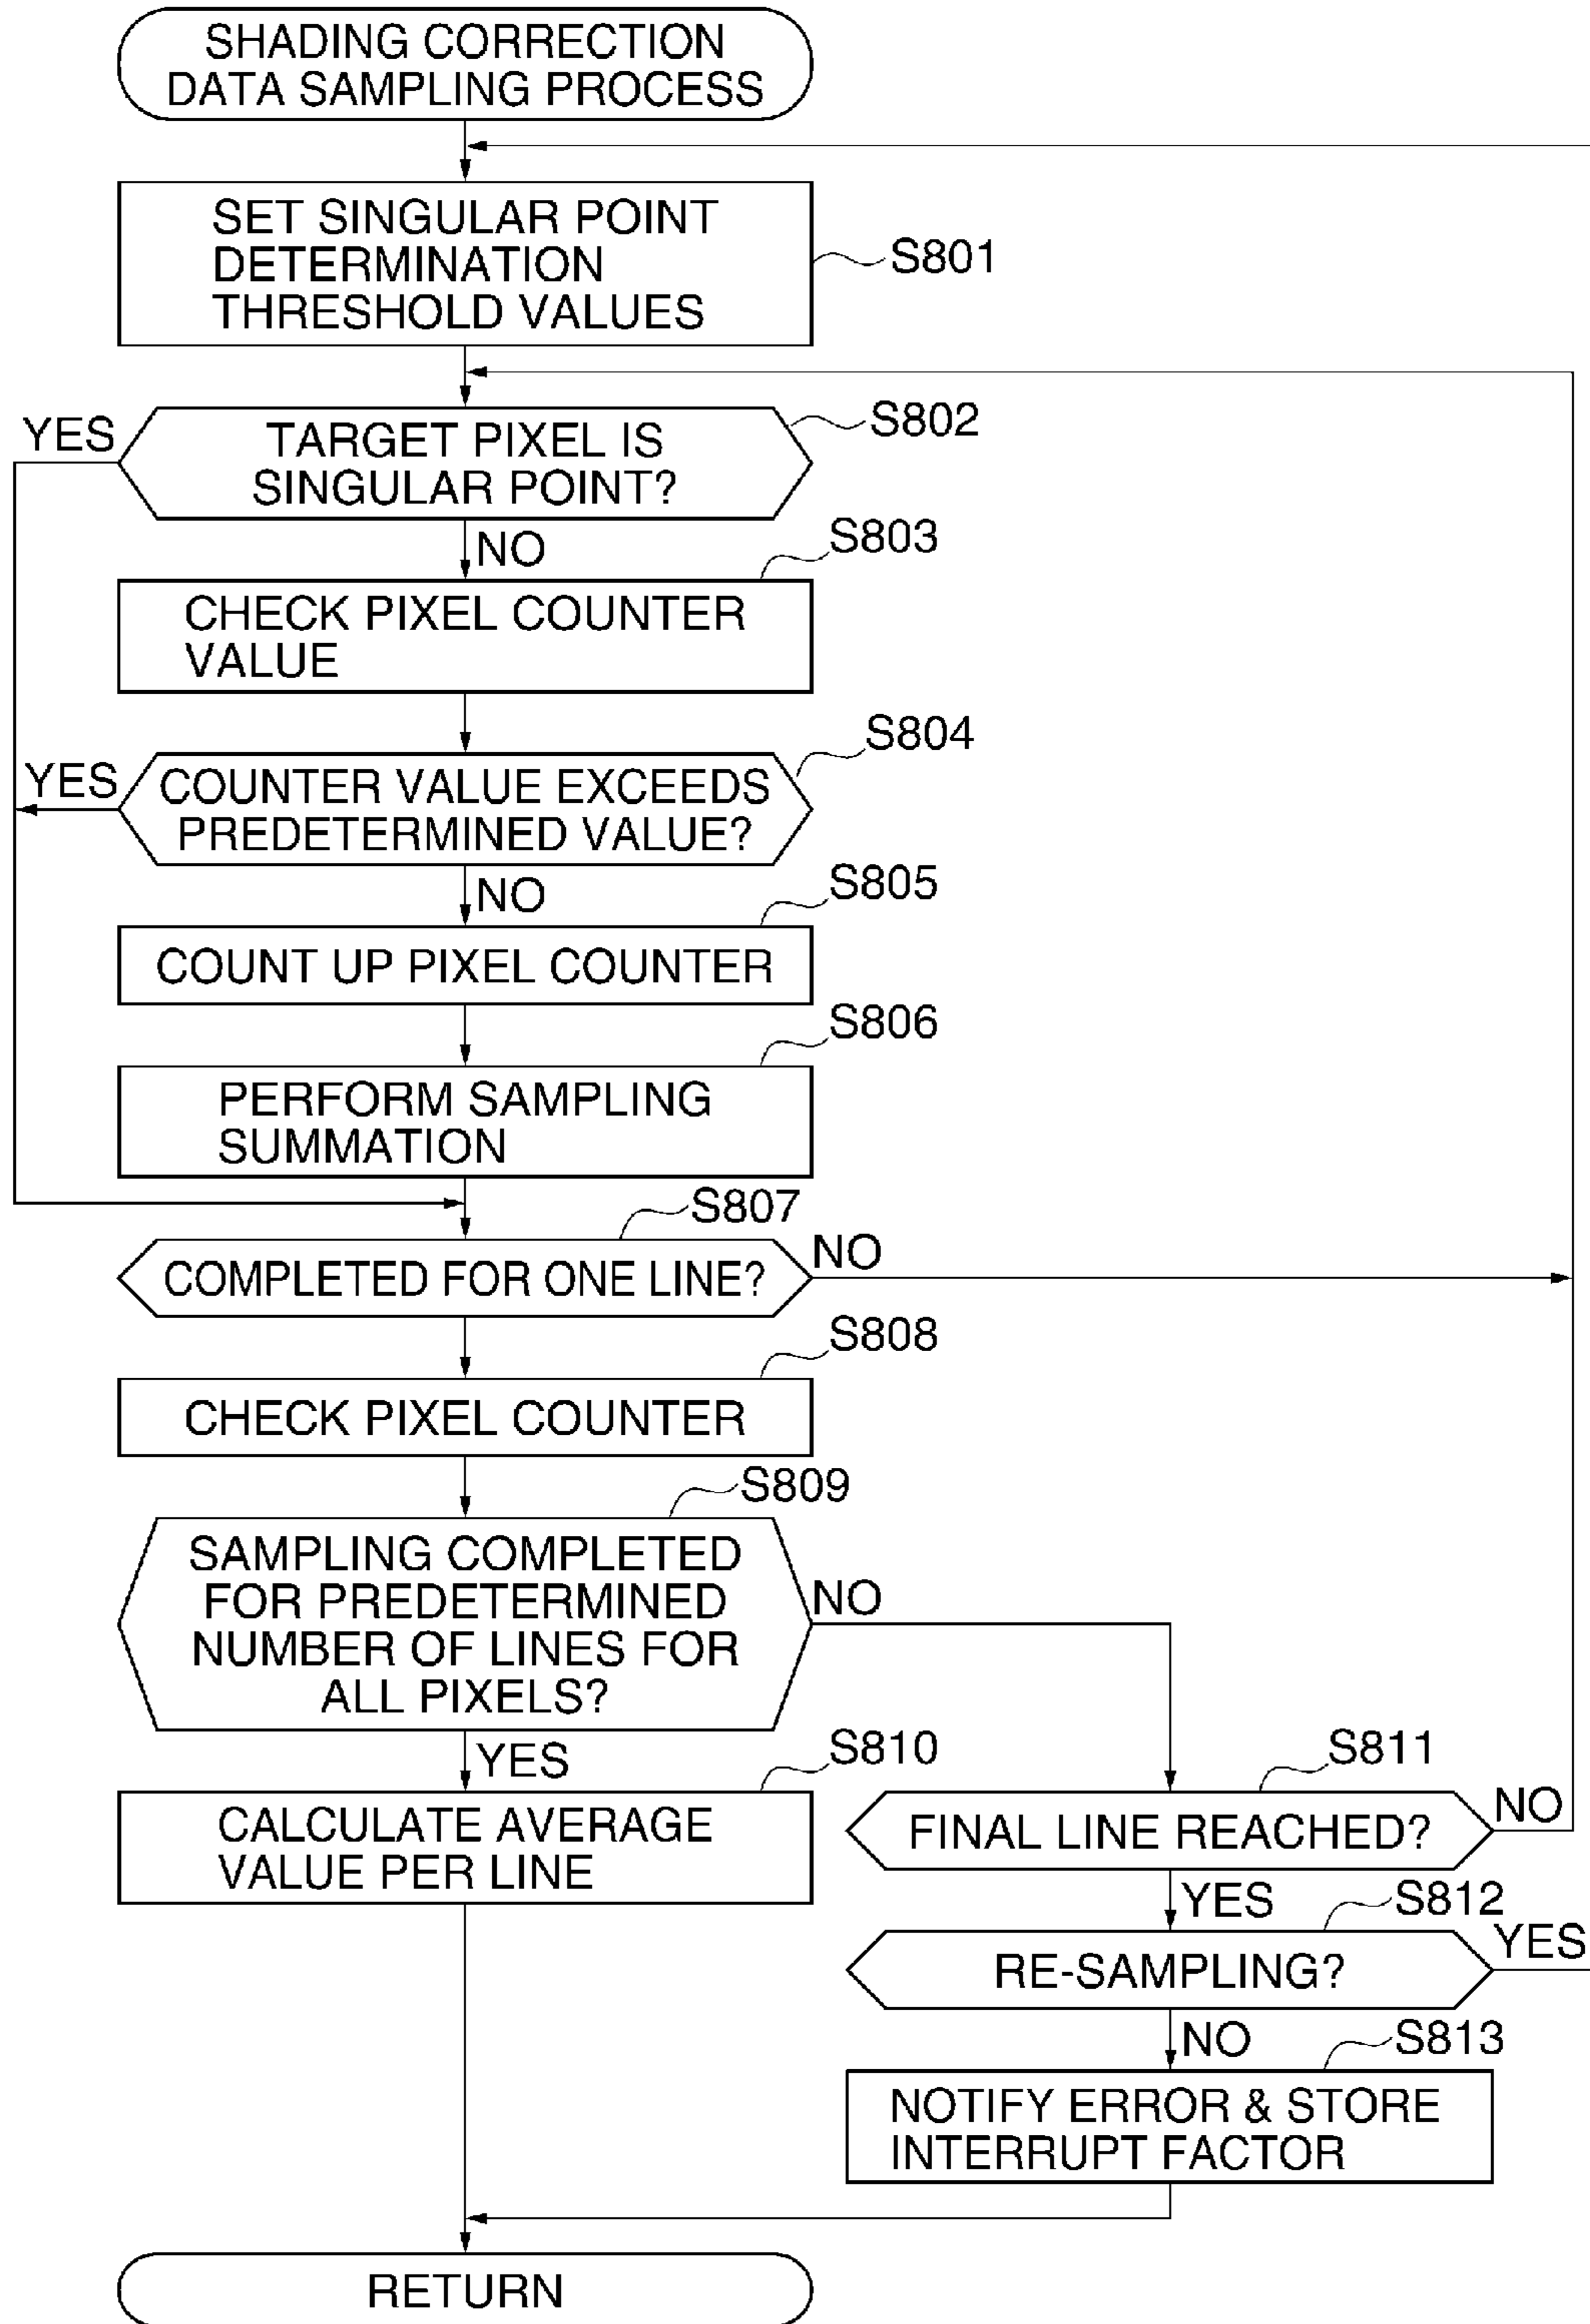 SHADING CORRECTION
DATA SAMPLING PROCESS
SET SINGULAR POINT
DETERMINATION
THRESHOLD VALUES
S801
YES
TARGET PIXEL IS
SINGULAR POINT?
S802
NO
S803
CHECK PIXEL COUNTER
VALUE
S804
YES
COUNTER VALUE EXCEEDS
PREDETERMINED VALUE?
NO
S805
COUNT UP PIXEL COUNTER
S806
PERFORM SAMPLING
SUMMATION
S807
COMPLETED FOR ONE LINE?
NO
S808
CHECK PIXEL COUNTER
S809
SAMPLING COMPLETED
FOR PREDETERMINED
NUMBER OF LINES FOR
ALL PIXELS?
NO
YES
S810
CALCULATE AVERAGE
VALUE PER LINE
S811
FINAL LINE REACHED?
NO
YES
S812
RE-SAMPLING?
YES
NO
S813
NOTIFY ERROR & STORE
INTERRUPT FACTOR
RETURN